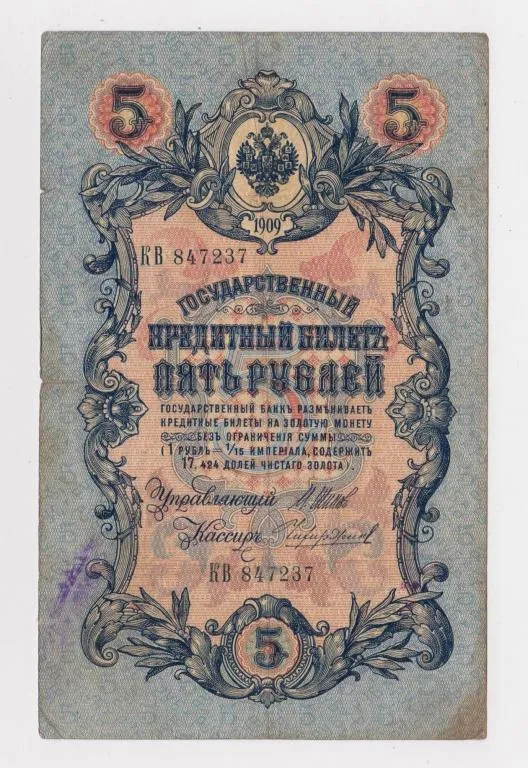 5 5
1909
КВ 847237
ГОСУДАРСТВЕННЫЙ
КРЕДИТНЫЙ БИЛЕТЪ
ПЯТЬ РУБЛЕЙ
ГОСУДАРСТВЕННЫЙ БАНКЪ РАЗМѢНИВАЕТЪ
КРЕДИТНЫЕ БИЛЕТЫ НА ЗОЛОТУЮ МОНЕТУ
БЕЗЪ ОГРАНИЧЕНІЯ СУММЫ
(1 РУБЛЬ = 1/15 ИМПЕРІАЛА, СОДЕРЖИТЪ
17,424 ДОЛЕЙ ЧИСТАГО ЗОЛОТА).
Управляющій
Кассиръ
КВ 847237
5